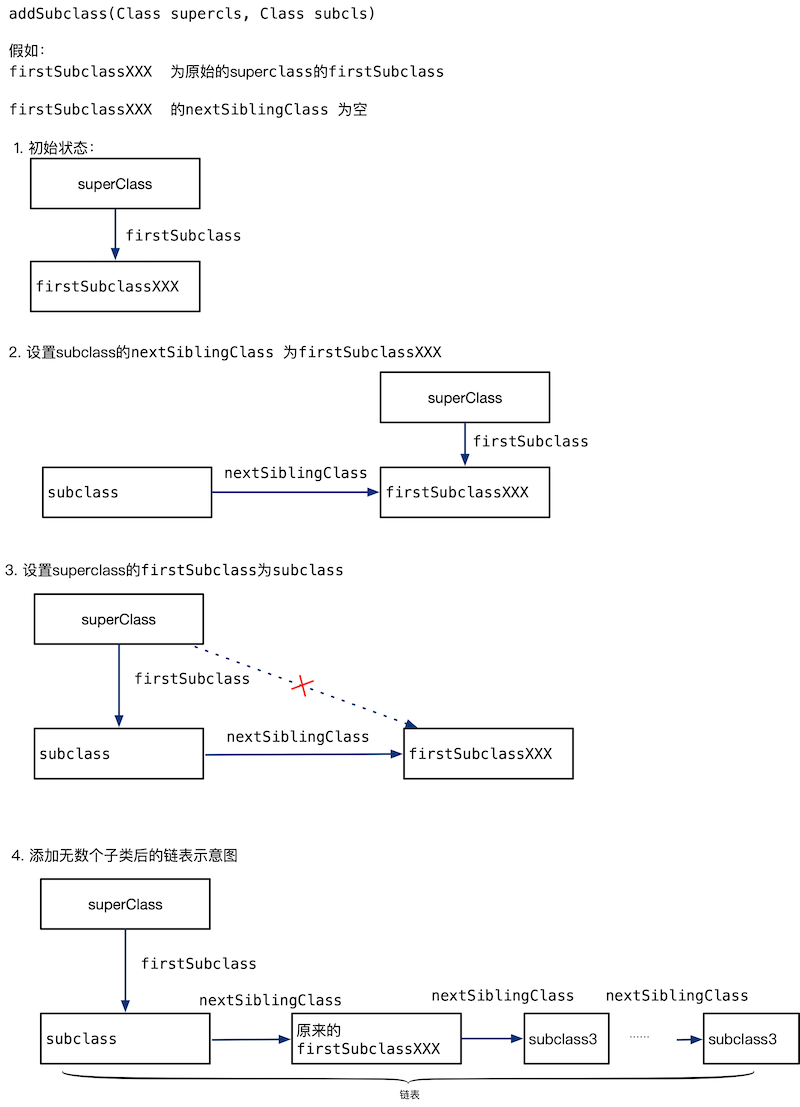 addSubclass(Class supercls, Class subcls)
假如：
firstSubclassXXX 为原始的superclass的firstSubclass
firstSubclassXXX 的nextSiblingClass 为空
1. 初始状态：
superClass
firstSubclass
firstSubclassXXX
2. 设置subclass的nextSiblingClass 为firstSubclassXXX
superClass
firstSubclass
nextSiblingClass
subclass
firstSubclassXXX
3. 设置superclass的firstSubclass为subclass
superClass
firstSubclass
nextSiblingClass
subclass
firstSubclassXXX
4. 添加无数个子类后的链表示意图
superClass
firstSubclass
nextSiblingClass
nextSiblingClass
nextSiblingClass
subclass
原来的
firstSubclassXXX
subclass3
......
subclass3
链表